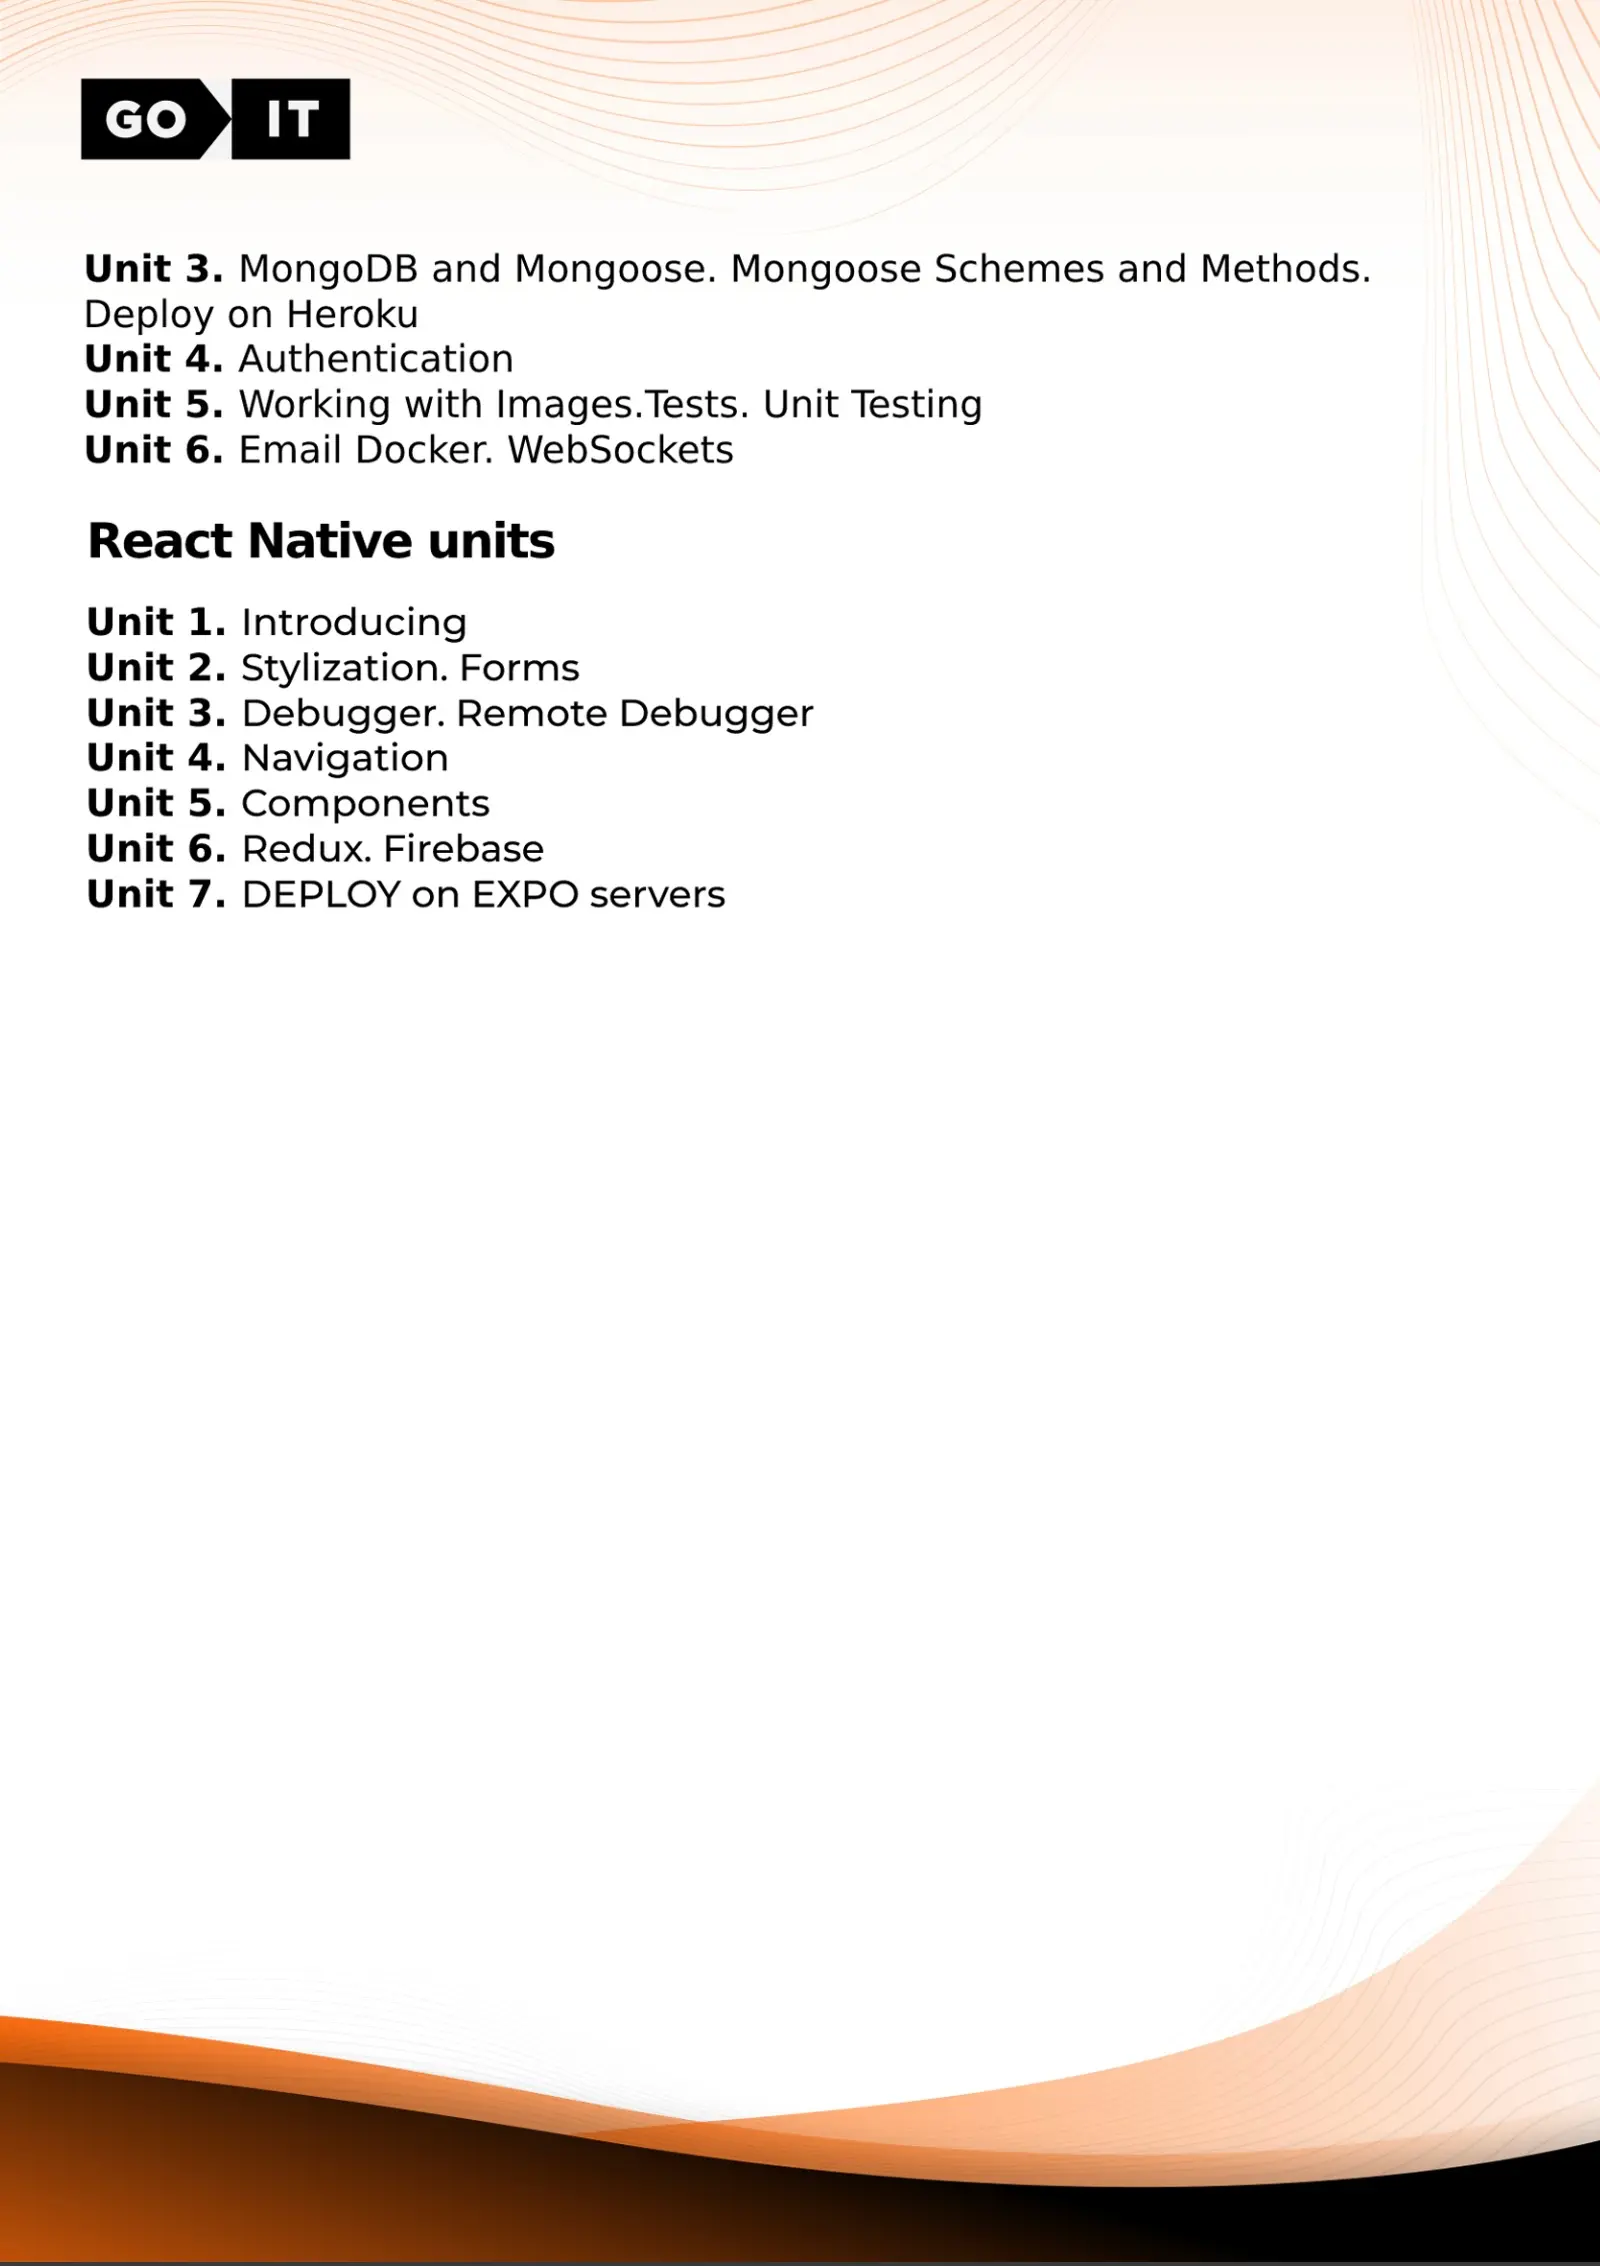 GO IT
Unit 3. MongoDB and Mongoose. Mongoose Schemes and Methods.
Deploy on Heroku
Unit 4. Authentication
Unit 5. Working with Images.Tests. Unit Testing
Unit 6. Email Docker. WebSockets
React Native units
Unit 1. Introducing
Unit 2. Stylization. Forms
Unit 3. Debugger. Remote Debugger
Unit 4. Navigation
Unit 5. Components
Unit 6. Redux. Firebase
Unit 7. DEPLOY on EXPO servers